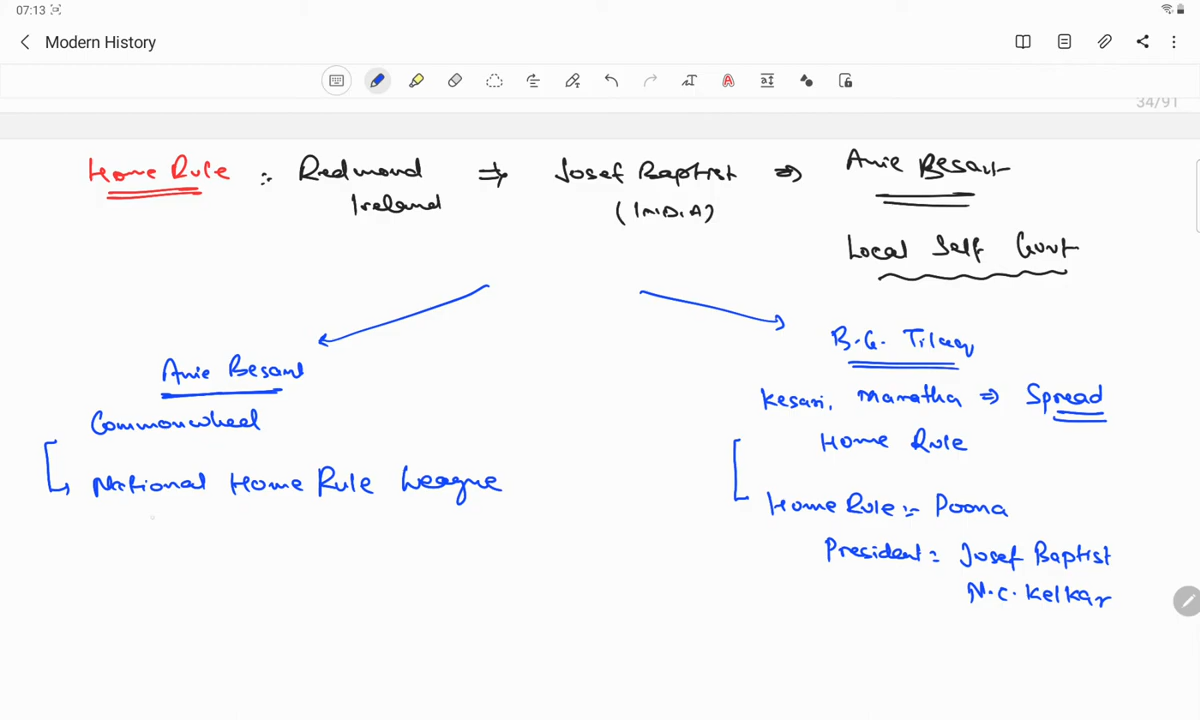 07:13
Modern History
34/91
Home Rule :- Redmond ⇒ Josef Baptist ⇒ Anie Besant
Ireland (INDIA)
Local Self Govt
Anie Besant
Commonwheel
National Home Rule League
B.G. Tilaq
Kesari, Maratha ⇒ Spread
Home Rule
Home Rule :- Poona
President = Josef Baptist
N.C. Kelkar